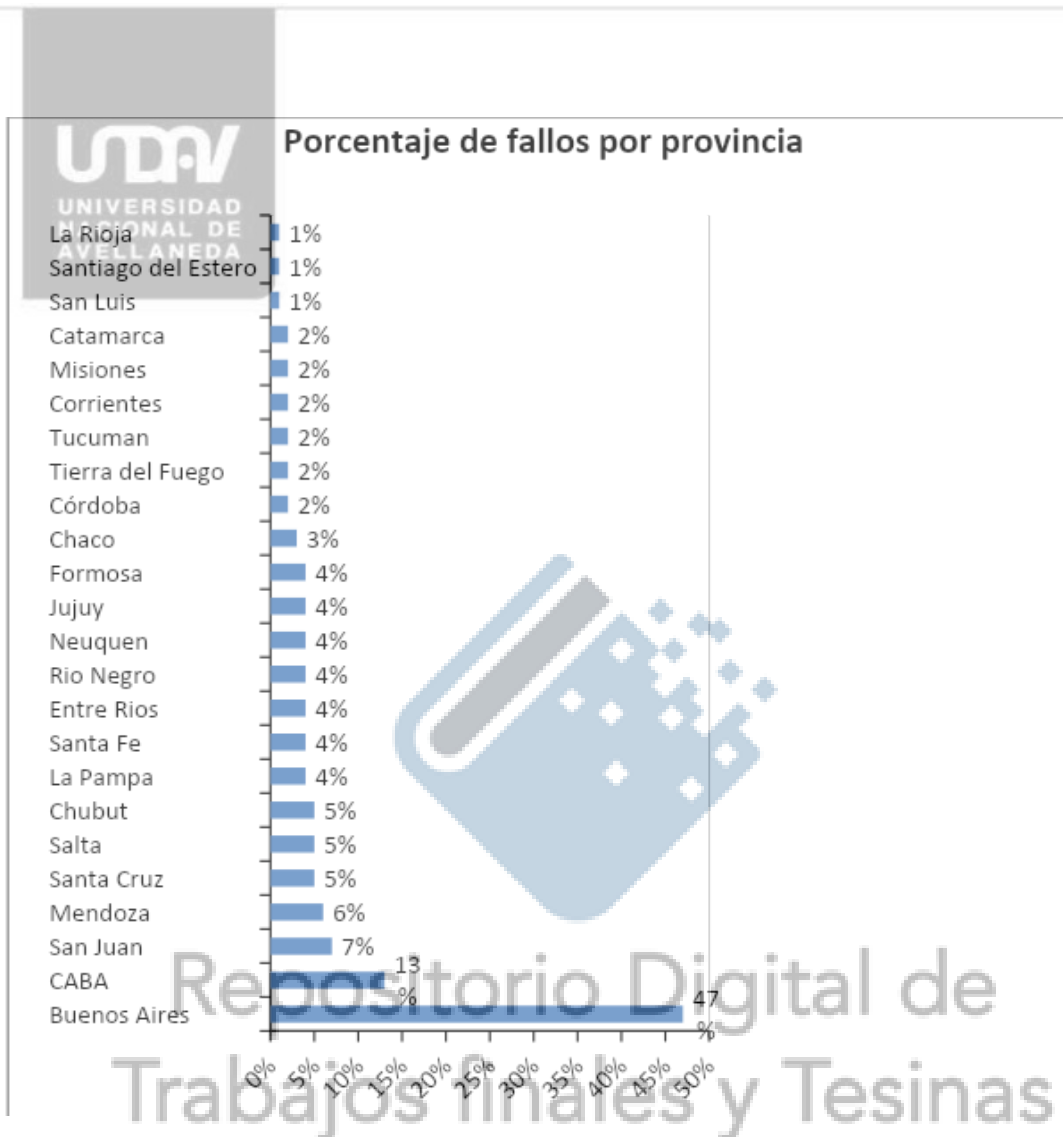 UNDAV
UNIVERSIDAD
NACIONAL DE
AVELLANEDA
Porcentaje de fallos por provincia
La Rioja 1%
Santiago del Estero 1%
San Luis 1%
Catamarca 2%
Misiones 2%
Corrientes 2%
Tucuman 2%
Tierra del Fuego 2%
Córdoba 2%
Chaco 3%
Formosa 4%
Jujuy 4%
Neuquen 4%
Rio Negro 4%
Entre Rios 4%
Santa Fe 4%
La Pampa 4%
Chubut 5%
Salta 5%
Santa Cruz 5%
Mendoza 6%
San Juan 7%
CABA 13%
Buenos Aires 47%
0% 5% 10% 15% 20% 25% 30% 35% 40% 45% 50%
Repositorio Digital de
Trabajos finales y Tesinas